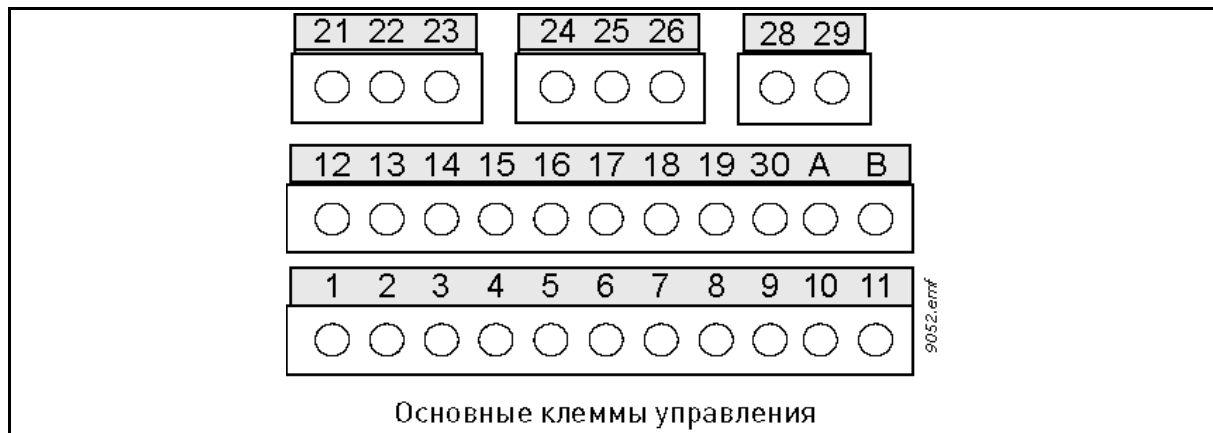 21 22 23 24 25 26 28 29
12 13 14 15 16 17 18 19 30 A B
1 2 3 4 5 6 7 8 9 10 11
9052.emf
Основные клеммы управления